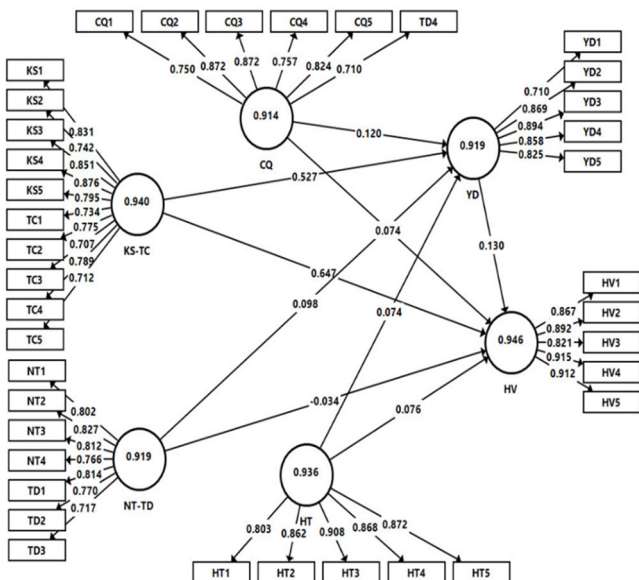 CQ1
CQ2
CQ3
CQ4
CQ5
TD4
0.750
0.872
0.872
0.757
0.824
0.710
0.914
CQ
KS1
KS2
KS3
KS4
KS5
TC1
TC2
TC3
TC4
TC5
0.831
0.742
0.851
0.876
0.795
0.734
0.775
0.707
0.789
0.712
0.940
KS-TC
YD1
YD2
YD3
YD4
YD5
0.710
0.869
0.894
0.858
0.825
0.919
YD
0.120
0.527
0.074
0.130
0.647
0.098
0.074
-0.034
0.076
HV1
HV2
HV3
HV4
HV5
0.867
0.892
0.821
0.915
0.912
0.946
HV
NT1
NT2
NT3
NT4
TD1
TD2
TD3
0.802
0.827
0.812
0.766
0.814
0.770
0.717
0.919
NT-TD
0.936
HT
0.803
0.862
0.908
0.868
0.872
HT1
HT2
HT3
HT4
HT5